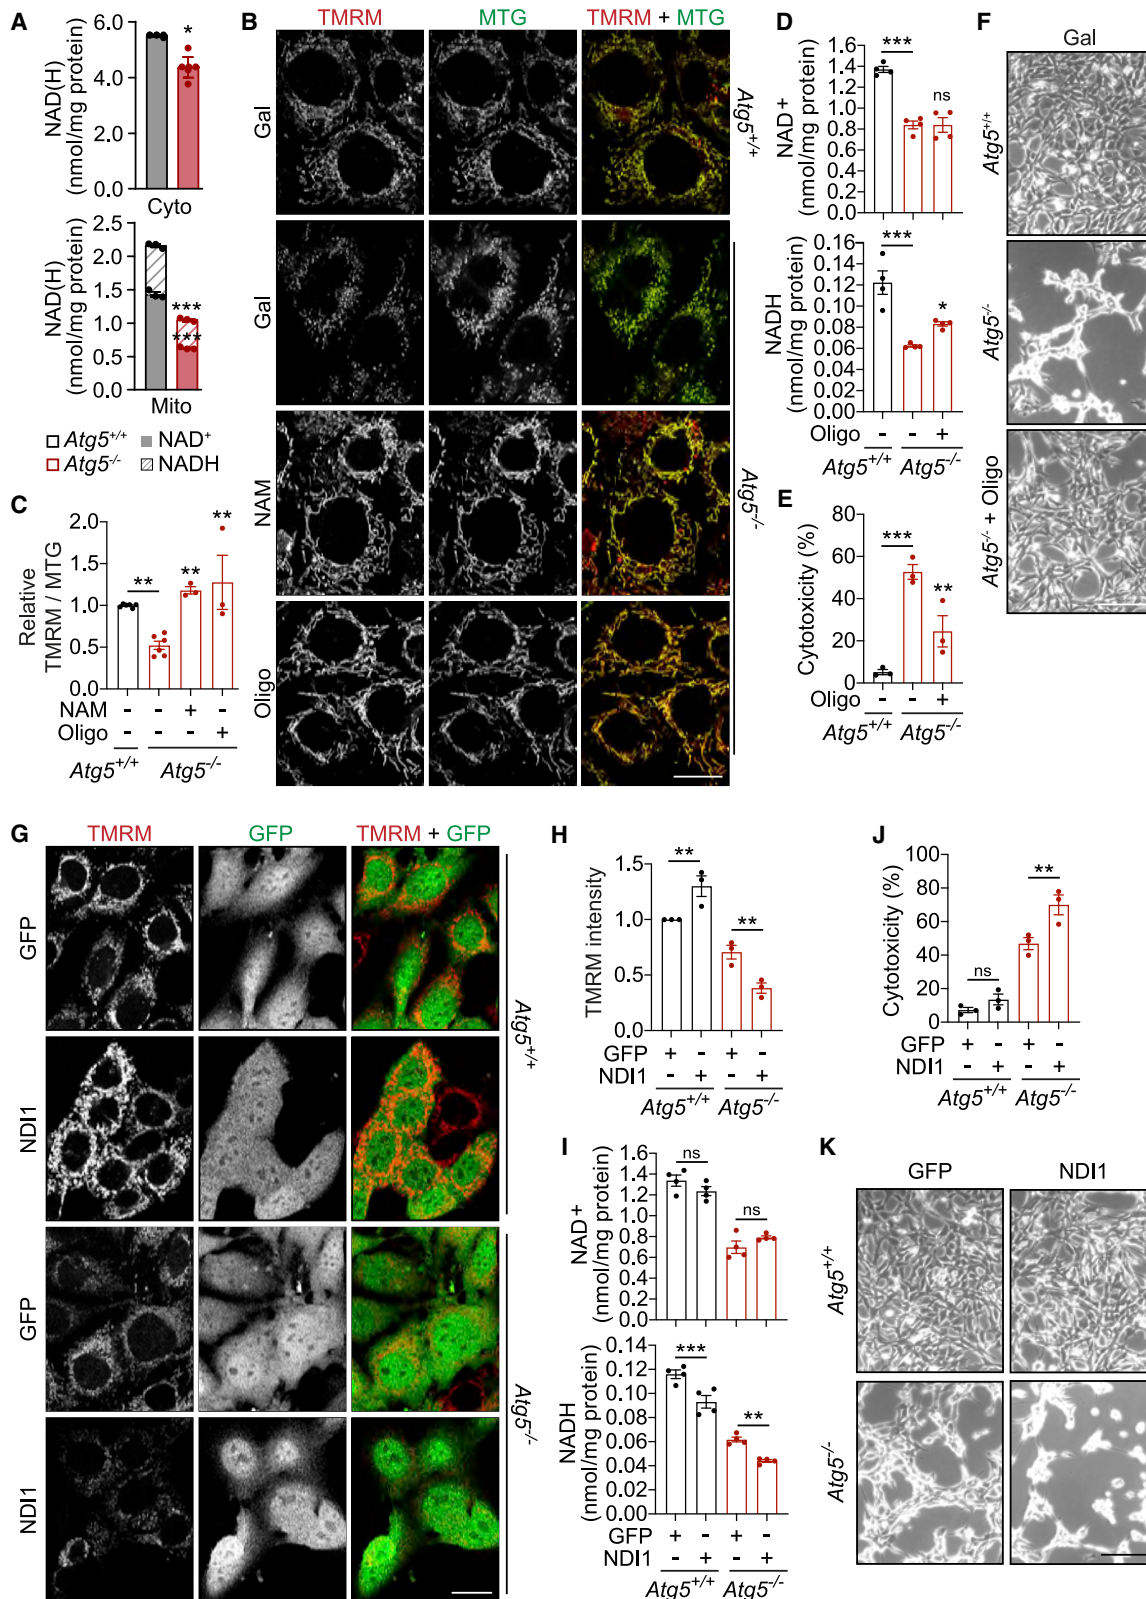 A
NAD(H)
(nmol/mg protein)
6.0
4.0
2.0
0.0
*
Cyto
NAD(H)
(nmol/mg protein)
2.5
2.0
1.5
1.0
0.5
0.0
***
***
Mito
Atg5+/+ NAD+
Atg5-/- NADH
B
TMRM MTG TMRM + MTG
Gal
Gal
NAM
Oligo
Atg5+/+
Atg5-/-
C
Relative
TMRM / MTG
2.0
1.5
1.0
0.5
0.0
** ** **
NAM - - + -
Oligo - - - +
Atg5+/+ Atg5-/-
D
NAD+
(nmol/mg protein)
1.6
1.4
1.2
1.0
0.8
0.6
0.4
0.2
0.0
*** ns
NADH
(nmol/mg protein)
0.16
0.14
0.12
0.10
0.08
0.06
0.04
0.02
0.00
*** *
Oligo - - +
Atg5+/+ Atg5-/-
E
Cytotoxicity (%)
80
60
40
20
0
*** **
Oligo - - +
Atg5+/+ Atg5-/-
F
Gal
Atg5+/+
Atg5-/-
Atg5-/- + Oligo
G
TMRM GFP TMRM + GFP
GFP
NDI1
GFP
NDI1
Atg5+/+
Atg5-/-
H
TMRM intensity
1.5
1.0
0.5
0.0
** **
GFP + - + -
NDI1 - + - +
Atg5+/+ Atg5-/-
I
NAD+
(nmol/mg protein)
1.6
1.4
1.2
1.0
0.8
0.6
0.4
0.2
0.0
ns ns
NADH
(nmol/mg protein)
0.14
0.12
0.10
0.08
0.06
0.04
0.02
0.00
*** **
GFP + - + -
NDI1 - + - +
Atg5+/+ Atg5-/-
J
Cytotoxicity (%)
100
80
60
40
20
0
ns **
GFP + - + -
NDI1 - + - +
Atg5+/+ Atg5-/-
K
GFP NDI1
Atg5+/+
Atg5-/-